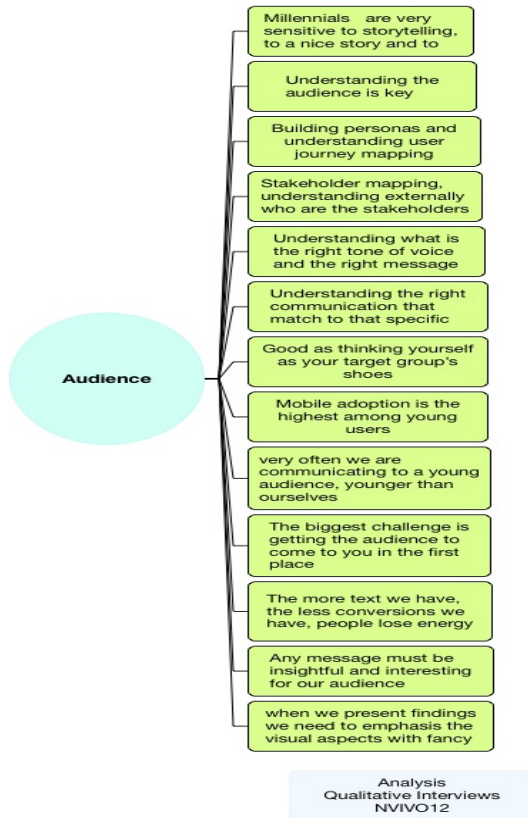 Millennials are very
sensitive to storytelling,
to a nice story and to
Understanding the
audience is key
Building personas and
understanding user
journey mapping
Stakeholder mapping,
understanding externally
who are the stakeholders
Understanding what is
the right tone of voice
and the right message
Understanding the right
communication that
match to that specific
Good as thinking yourself
as your target group's
shoes
Audience
Mobile adoption is the
highest among young
users
very often we are
communicating to a young
audience, younger than
ourselves
The biggest challenge is
getting the audience to
come to you in the first
place
The more text we have,
the less conversions we
have, people lose energy
Any message must be
insightful and interesting
for our audience
when we present findings
we need to emphasis the
visual aspects with fancy
Analysis
Qualitative Interviews
NVIVO12